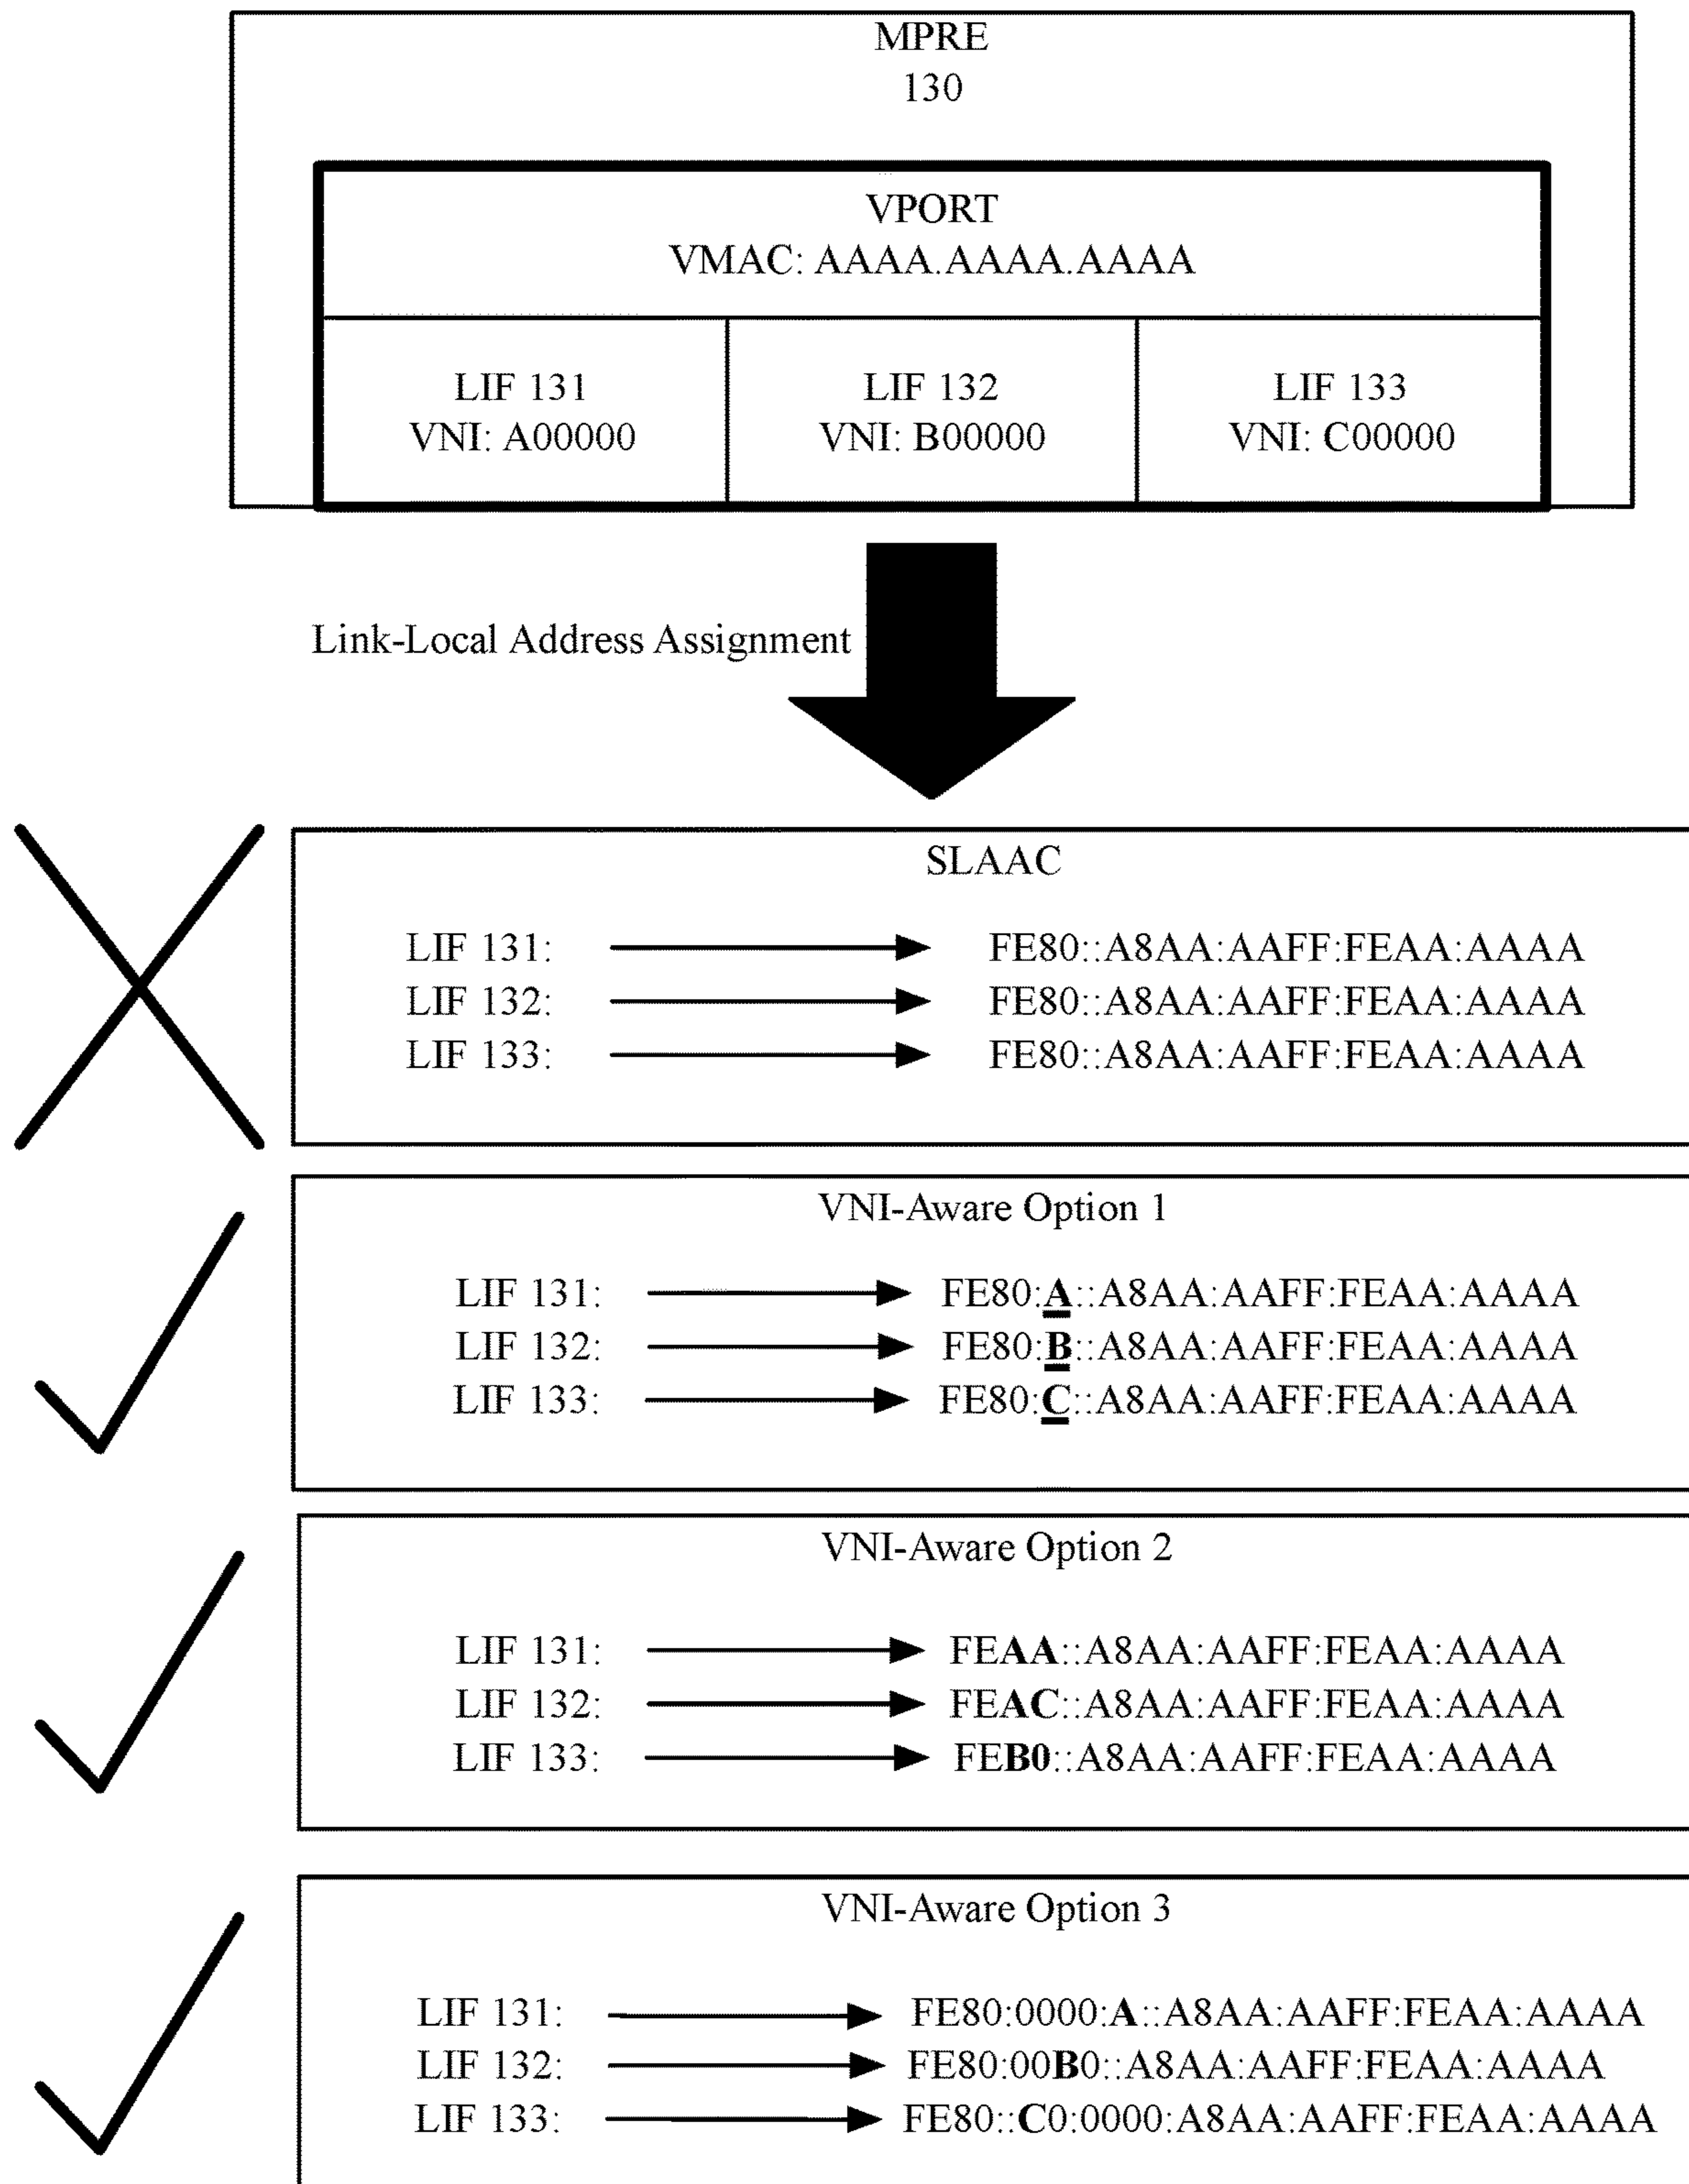 MPRE
130
VPORT
VMAC: AAAA.AAAA.AAAA
LIF 131
VNI: A00000
LIF 132
VNI: B00000
LIF 133
VNI: C00000
Link-Local Address Assignment
SLAAC
LIF 131: FE80::A8AA:AAFF:FEAA:AAAA
LIF 132: FE80::A8AA:AAFF:FEAA:AAAA
LIF 133: FE80::A8AA:AAFF:FEAA:AAAA
VNI-Aware Option 1
LIF 131: FE80:A::A8AA:AAFF:FEAA:AAAA
LIF 132: FE80:B::A8AA:AAFF:FEAA:AAAA
LIF 133: FE80:C::A8AA:AAFF:FEAA:AAAA
VNI-Aware Option 2
LIF 131: FEAA::A8AA:AAFF:FEAA:AAAA
LIF 132: FEAC::A8AA:AAFF:FEAA:AAAA
LIF 133: FEB0::A8AA:AAFF:FEAA:AAAA
VNI-Aware Option 3
LIF 131: FE80:0000:A::A8AA:AAFF:FEAA:AAAA
LIF 132: FE80:00B0::A8AA:AAFF:FEAA:AAAA
LIF 133: FE80::C0:0000:A8AA:AAFF:FEAA:AAAA